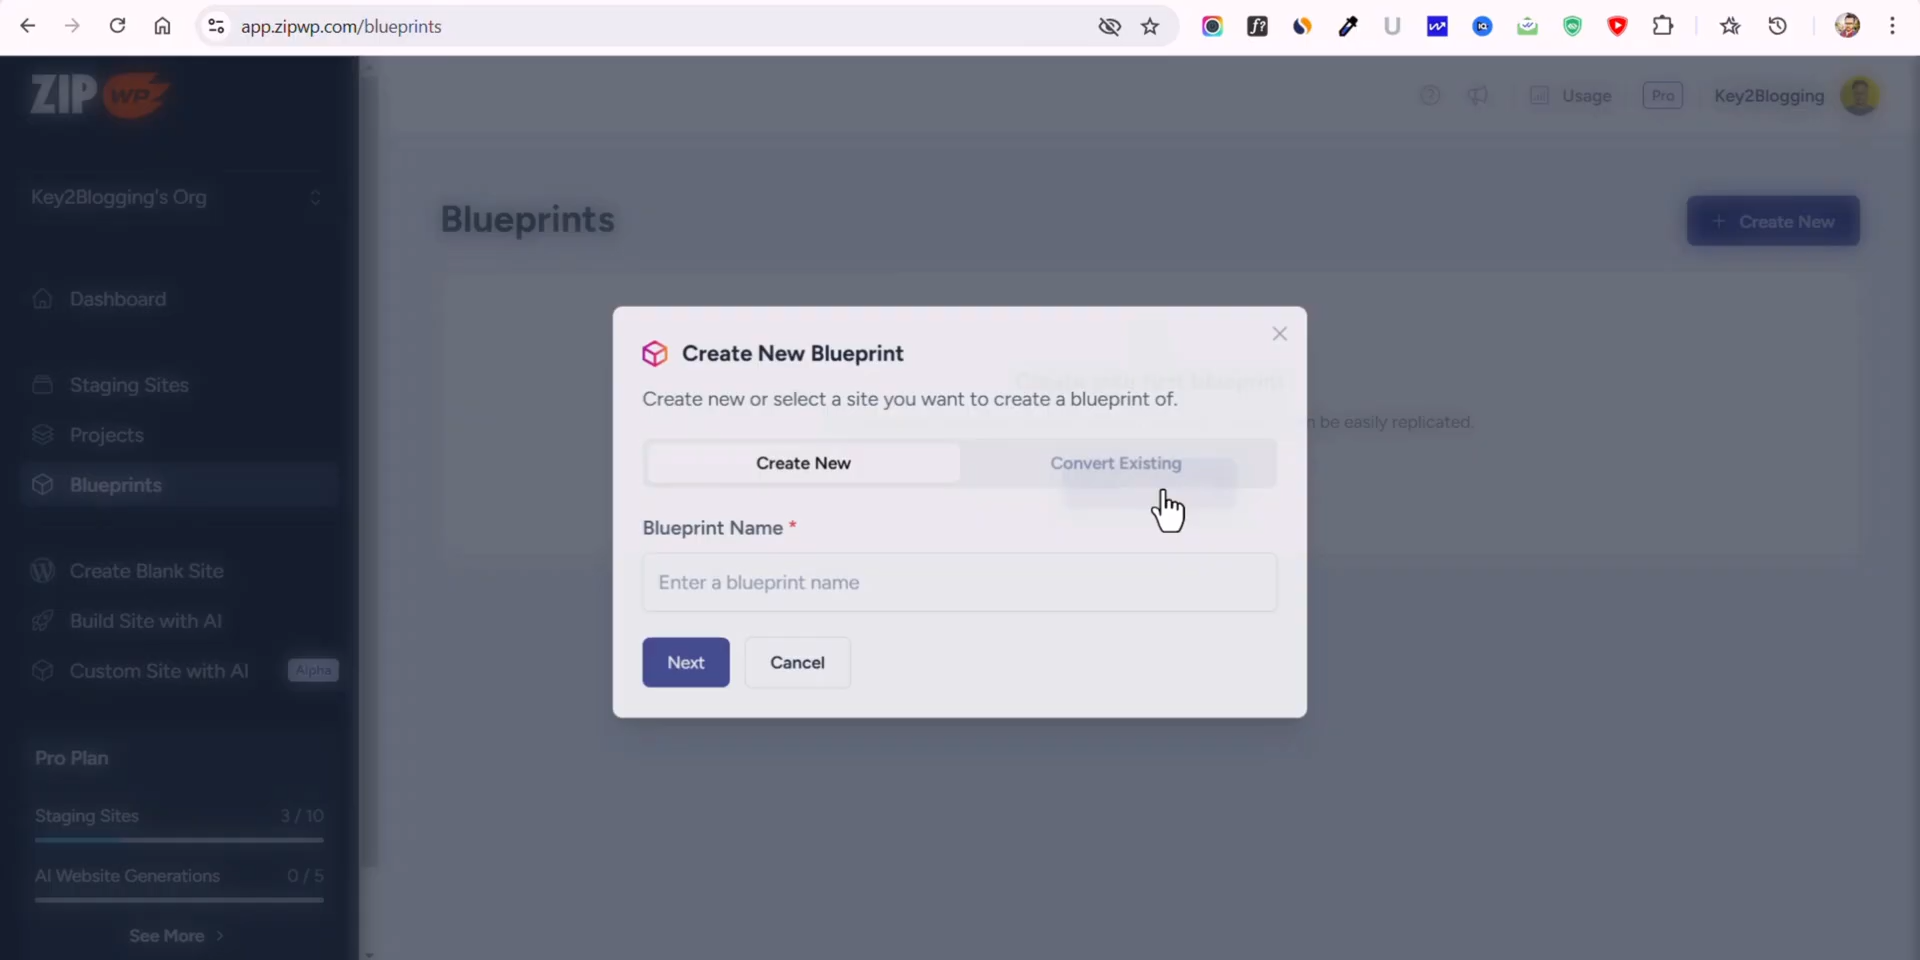 app.zipwp.com/blueprints
ZIP WP
Usage
Pro
Key2Blogging
Key2Blogging's Org
Blueprints
+ Create New
Dashboard
Staging Sites
Projects
Blueprints
Create Blank Site
Build Site with AI
Custom Site with AI
Alpha
Pro Plan
Staging Sites
3 / 10
AI Website Generations
0 / 5
See More
Create New Blueprint
Create your first blueprint
Create new or select a site you want to create a blueprint of.
n be easily replicated.
Create New
Convert Existing
Blueprint Name *
Enter a blueprint name
Next
Cancel